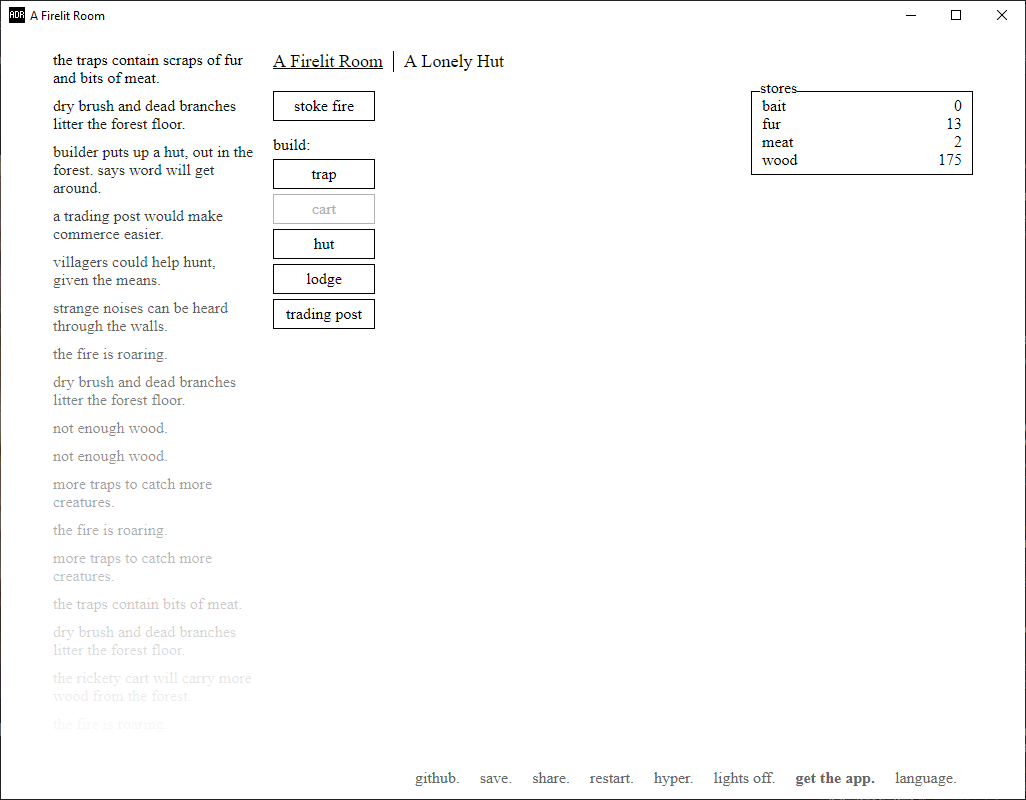 ADR A Firelit Room
the traps contain scraps of fur
and bits of meat.
dry brush and dead branches
litter the forest floor.
builder puts up a hut, out in the
forest. says word will get
around.
a trading post would make
commerce easier.
villagers could help hunt,
given the means.
strange noises can be heard
through the walls.
the fire is roaring.
dry brush and dead branches
litter the forest floor.
not enough wood.
not enough wood.
more traps to catch more
creatures.
the fire is roaring.
more traps to catch more
creatures.
the traps contain bits of meat.
dry brush and dead branches
litter the forest floor.
the rickety cart will carry more
wood from the forest.
the fire is roaring.
A Firelit Room | A Lonely Hut
stoke fire
build:
trap
cart
hut
lodge
trading post
stores
bait 0
fur 13
meat 2
wood 175
github. save. share. restart. hyper. lights off. get the app. language.